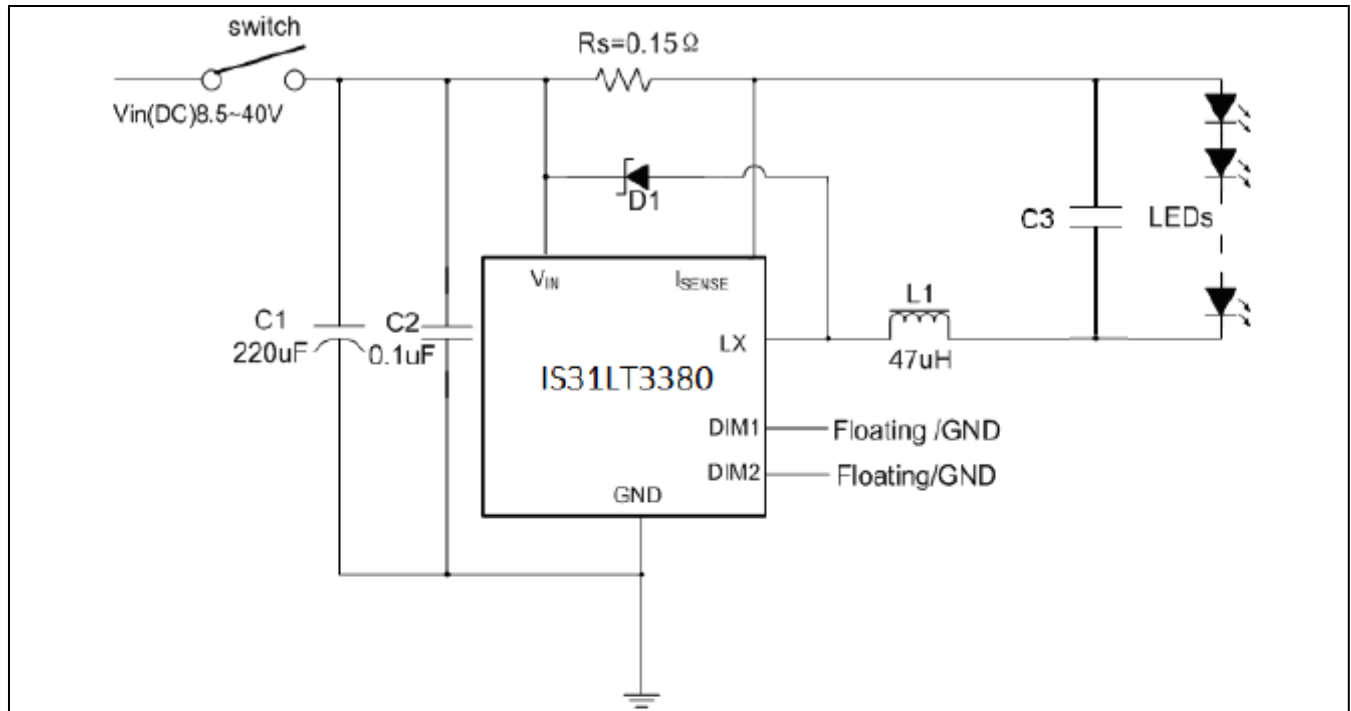 switch
Rs=0.15Ω
Vin(DC)8.5~40V
D1
C3
LEDs
VIN
ISENSE
L1
C1
C2
220uF
0.1uF
LX
47uH
IS31LT3380
DIM1
Floating /GND
DIM2
Floating/GND
GND